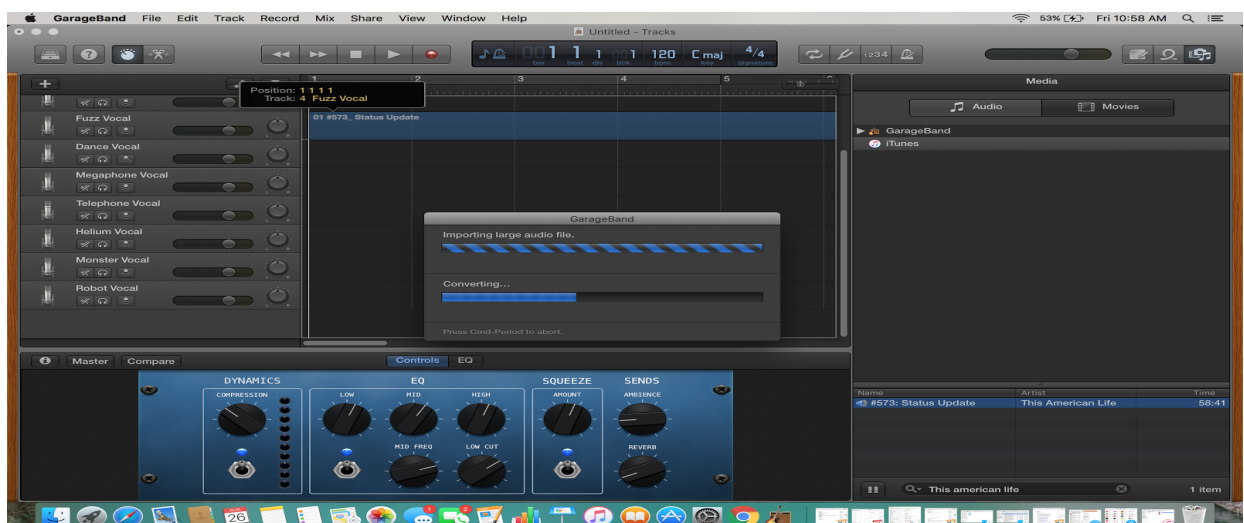 GarageBand File Edit Track Record Mix Share View Window Help 53% Fri 10:58 AM
Untitled - Tracks
001 1 1 001 120 C maj 4/4
bar beat div tick bpm key signature
1234
1 2 3 4 5
Position: 1 1 1 1
Track: 4 Fuzz Vocal
01 #573_ Status Update
Fuzz Vocal
Dance Vocal
Megaphone Vocal
Telephone Vocal
Helium Vocal
Monster Vocal
Robot Vocal
GarageBand
Importing large audio file.
Converting...
Press Cmd-Period to abort.
Media
Audio Movies
GarageBand
iTunes
Name Artist Time
#573: Status Update This American Life 58:41
This american life 1 item
Master Compare Controls EQ
DYNAMICS EQ SQUEEZE SENDS
COMPRESSION LOW MID HIGH AMOUNT AMBIENCE
MID FREQ LOW CUT REVERB
AUG
26
1 2